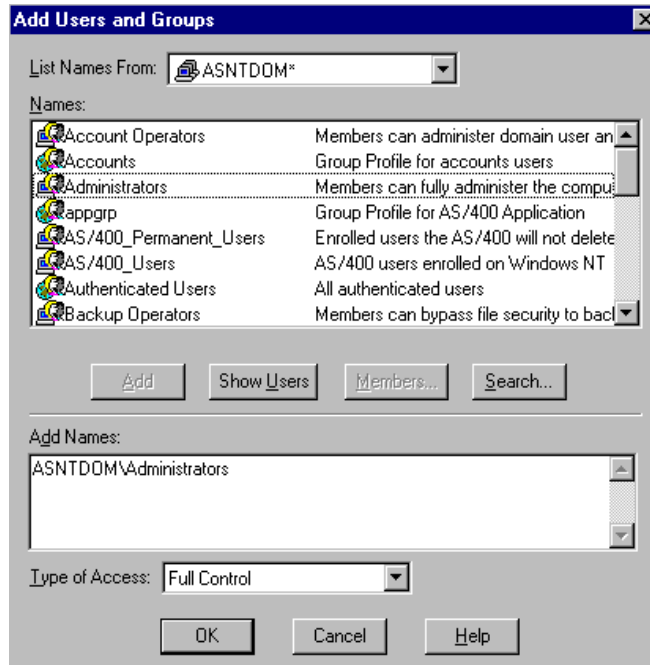 Add Users and Groups
List Names From: ASNTDOM*
Names:
Account Operators Members can administer domain user an
Accounts Group Profile for accounts users
Administrators Members can fully administer the compu
appgrp Group Profile for AS/400 Application
AS/400_Permanent_Users Enrolled users the AS/400 will not delete
AS/400_Users AS/400 users enrolled on Windows NT
Authenticated Users All authenticated users
Backup Operators Members can bypass file security to bacl
Add Show Users Members... Search...
Add Names:
ASNTDOM\Administrators
Type of Access: Full Control
OK Cancel Help